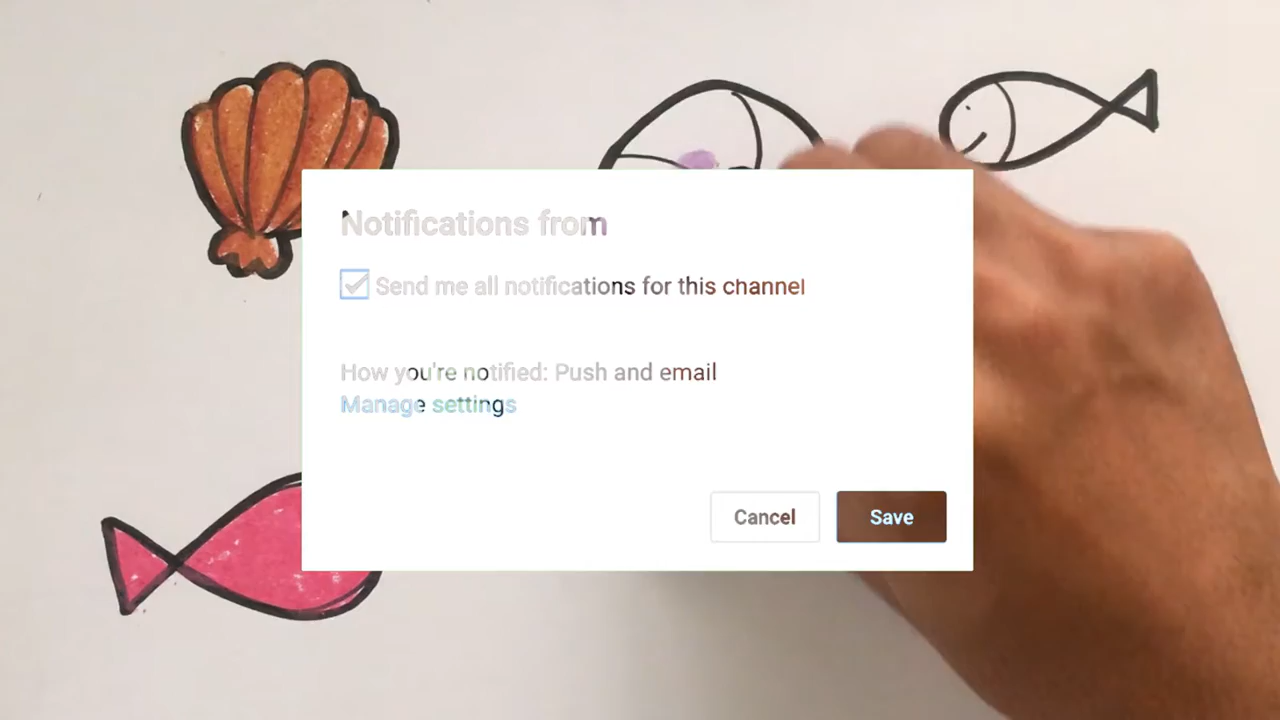 Notifications from
Send me all notifications for this channel
How you're notified: Push and email
Manage settings
Cancel
Save